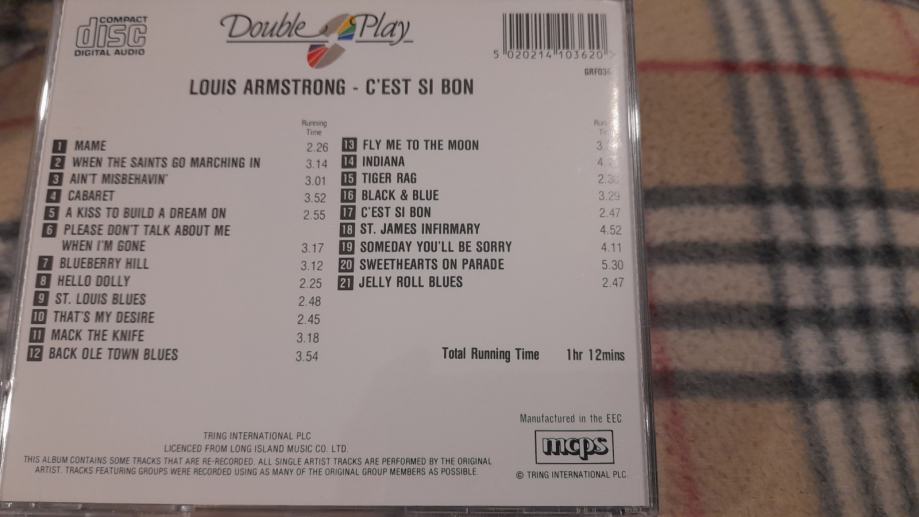 COMPACT
disc
DIGITAL AUDIO
Double Play
5 020214 103620 >
LOUIS ARMSTRONG - C'EST SI BON
Running
Time
1 MAME 2.26
2 WHEN THE SAINTS GO MARCHING IN 3.14
3 AIN'T MISBEHAVIN' 3.01
4 CABARET 3.52
5 A KISS TO BUILD A DREAM ON 2.55
6 PLEASE DON'T TALK ABOUT ME
WHEN I'M GONE 3.17
7 BLUEBERRY HILL 3.12
8 HELLO DOLLY 2.25
9 ST. LOUIS BLUES 2.48
10 THAT'S MY DESIRE 2.45
11 MACK THE KNIFE 3.18
12 BACK OLE TOWN BLUES 3.54
13 FLY ME TO THE MOON
14 INDIANA
15 TIGER RAG
16 BLACK & BLUE 3.29
17 C'EST SI BON 2.47
18 ST. JAMES INFIRMARY 4.52
19 SOMEDAY YOU'LL BE SORRY 4.11
20 SWEETHEARTS ON PARADE 5.30
21 JELLY ROLL BLUES 2.47
Total Running Time 1hr 12mins
Manufactured in the EEC
mcps
© TRING INTERNATIONAL PLC
TRING INTERNATIONAL PLC
LICENCED FROM LONG ISLAND MUSIC CO. LTD.
THIS ALBUM CONTAINS SOME TRACKS THAT ARE RE-RECORDED. ALL SINGLE ARTIST TRACKS ARE PERFORMED BY THE ORIGINAL
ARTIST. TRACKS FEATURING GROUPS WERE RECORDED USING AS MANY OF THE ORIGINAL GROUP MEMBERS AS POSSIBLE.